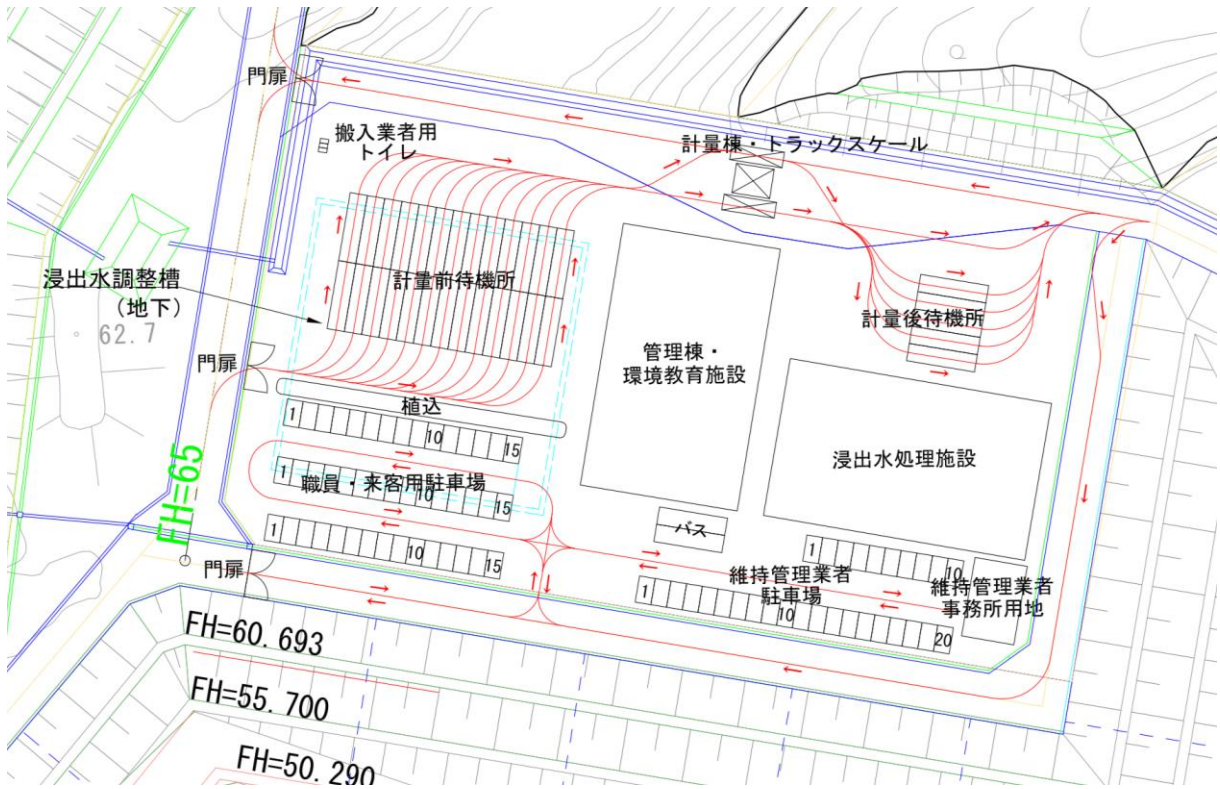 門扉
搬入業者用
トイレ
計量棟・トラックスケール
浸出水調整槽
（地下）
計量前待機所
計量後待機所
62.7
門扉
管理棟・
環境教育施設
植込
1
10
15
浸出水処理施設
FH=65
1
職員・来客用駐車場
10
15
1
10
15
バス
1
10
門扉
維持管理業者
駐車場
維持管理業者
事務所用地
1
10
20
FH=60.693
FH=55.700
FH=50.290